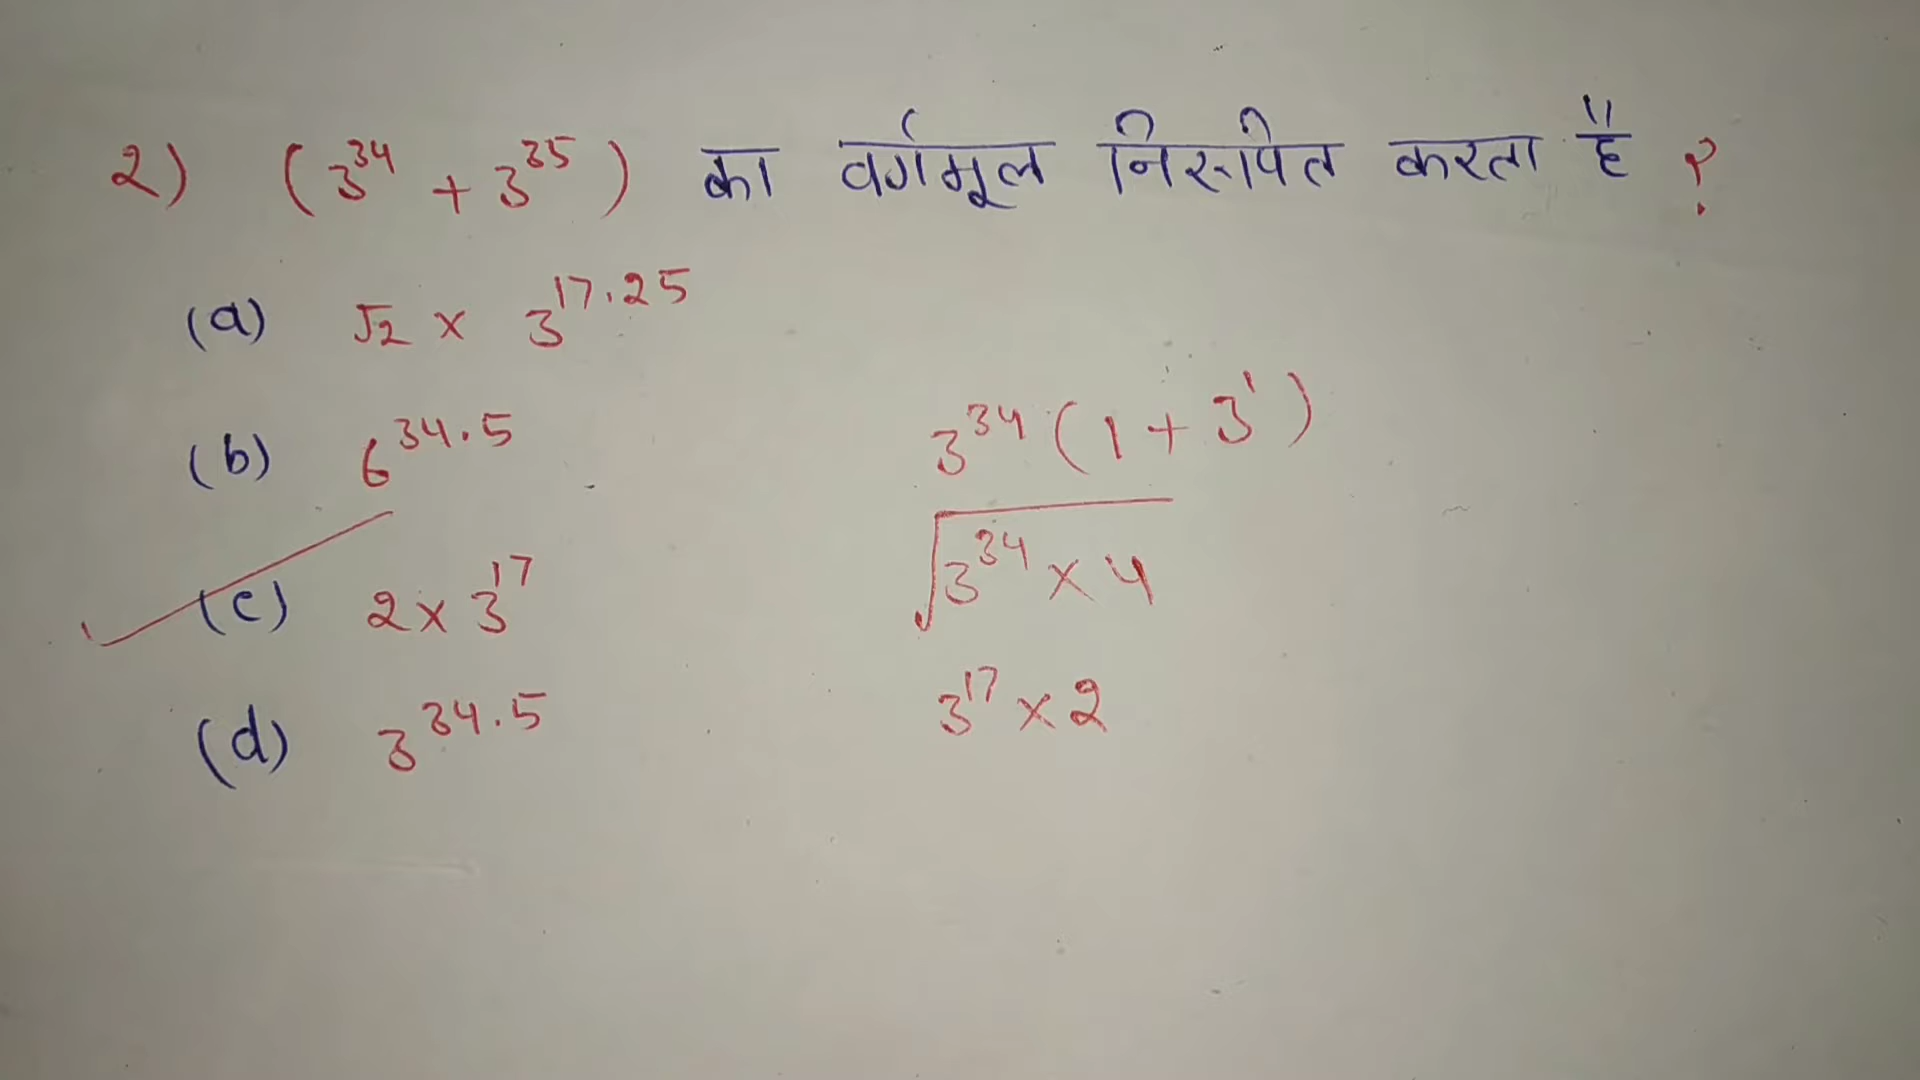 2) (3³⁴ + 3³⁵) का वर्गमूल निरुपित करता है ?
(a) √2 × 3¹⁷·²⁵
(b) 6³⁴·⁵
(c) 2 × 3¹⁷
(d) 3³⁴·⁵
3³⁴ (1 + 3¹)
√3³⁴ × 4
3¹⁷ × 2